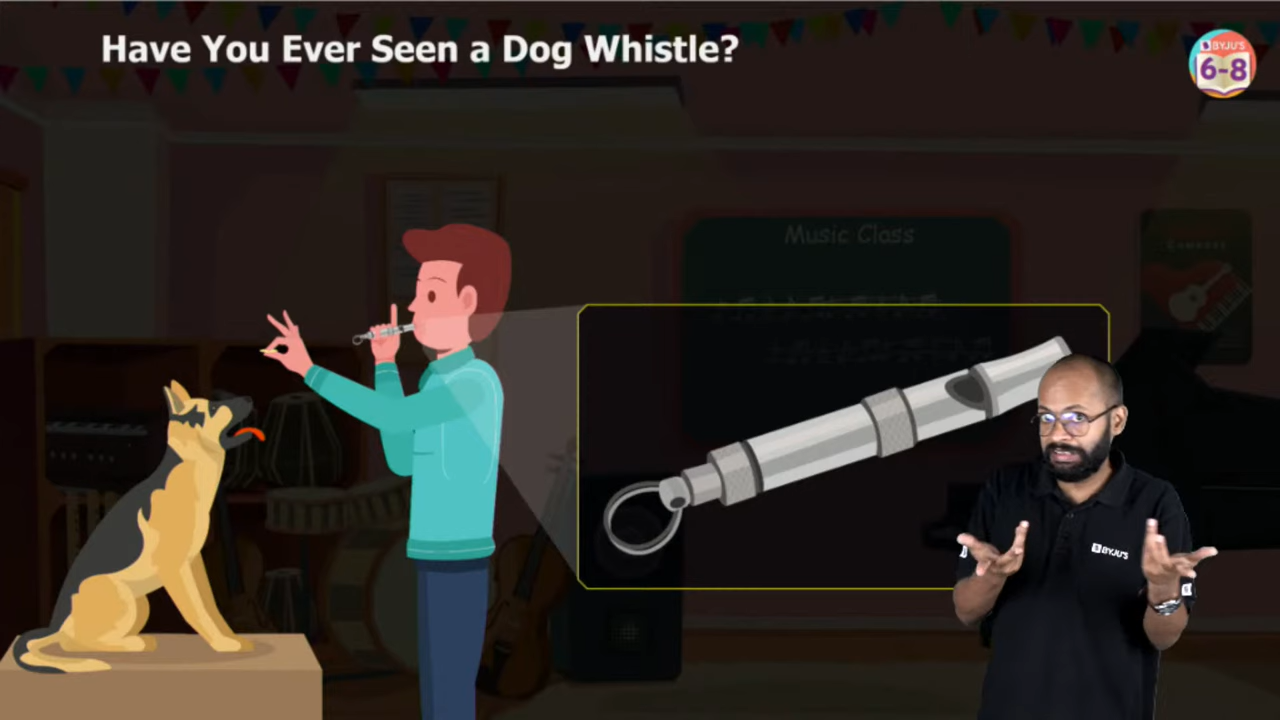 Have You Ever Seen a Dog Whistle?
BYJU'S
6-8
Music Class
BYJU'S